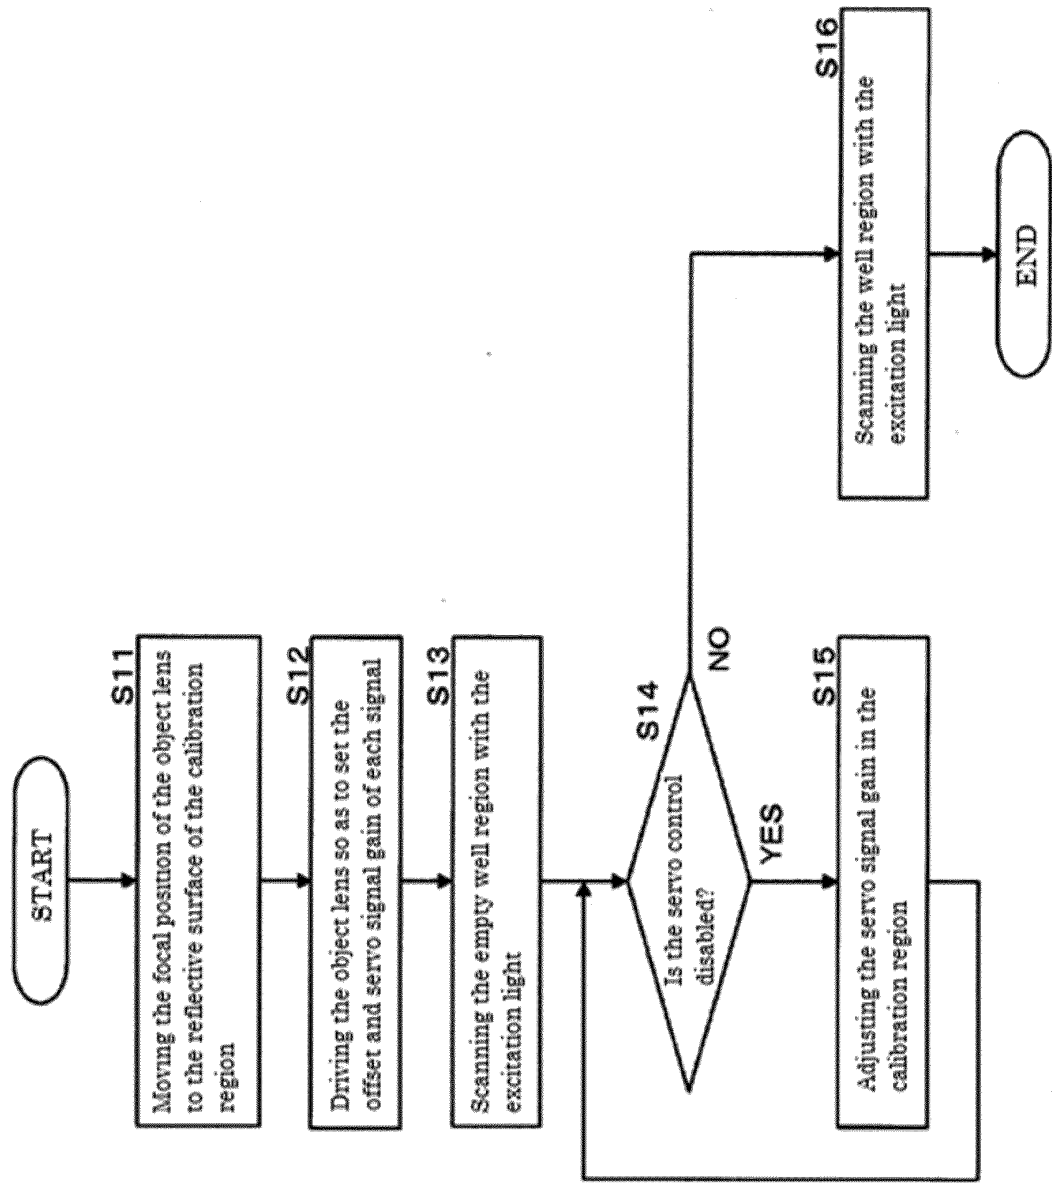 START
S11
Moving the focal position of the object lens
to the reflective surface of the calibration
region
S12
Driving the object lens so as to set the
offset and servo signal gain of each signal
S13
Scanning the empty well region with the
excitation light
S14
Is the servo control
disabled?
NO
YES
S15
Adjusting the servo signal gain in the
calibration region
S16
Scanning the well region with the
excitation light
END